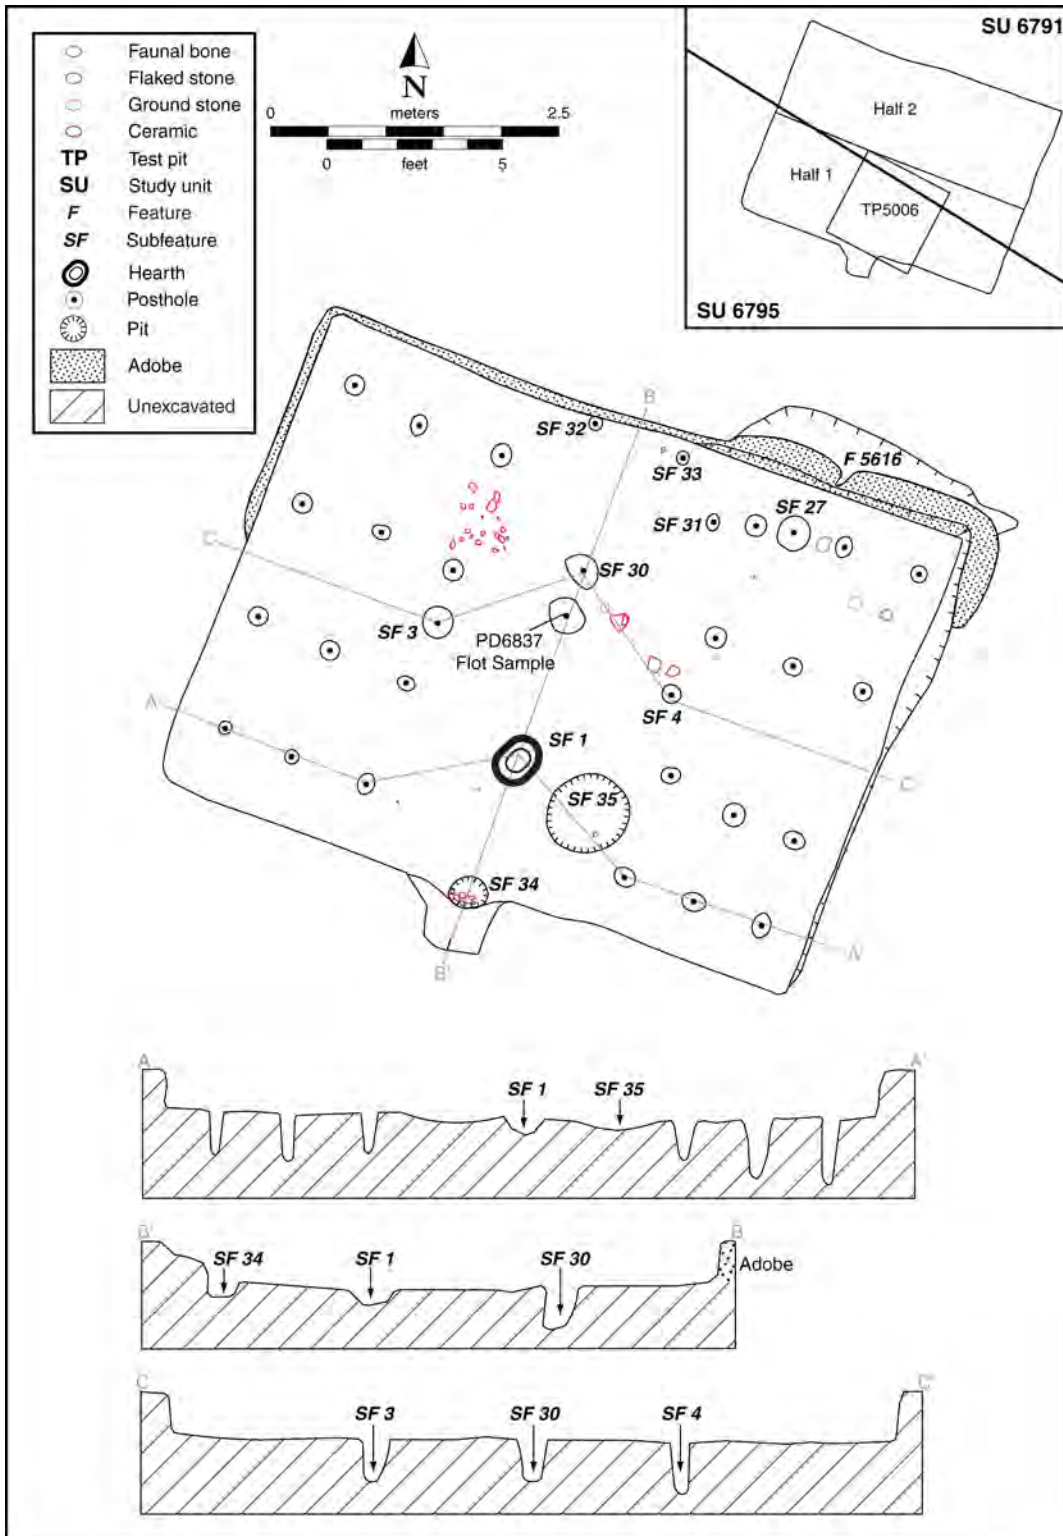 Faunal bone
Flaked stone
Ground stone
Ceramic
TP Test pit
SU Study unit
F Feature
SF Subfeature
Hearth
Posthole
Pit
Adobe
Unexcavated
N
0 meters 2.5
0 feet 5
SU 6791
Half 2
Half 1
TP5006
SU 6795
B
SF 32
F 5616
SF 33
SF 27
SF 31
C
SF 30
SF 3
PD6837
Flot Sample
A
SF 4
SF 1
C'
SF 35
SF 34
A'
B'
A A'
SF 1 SF 35
B' B
SF 34 SF 1 SF 30 Adobe
C C'
SF 3 SF 30 SF 4